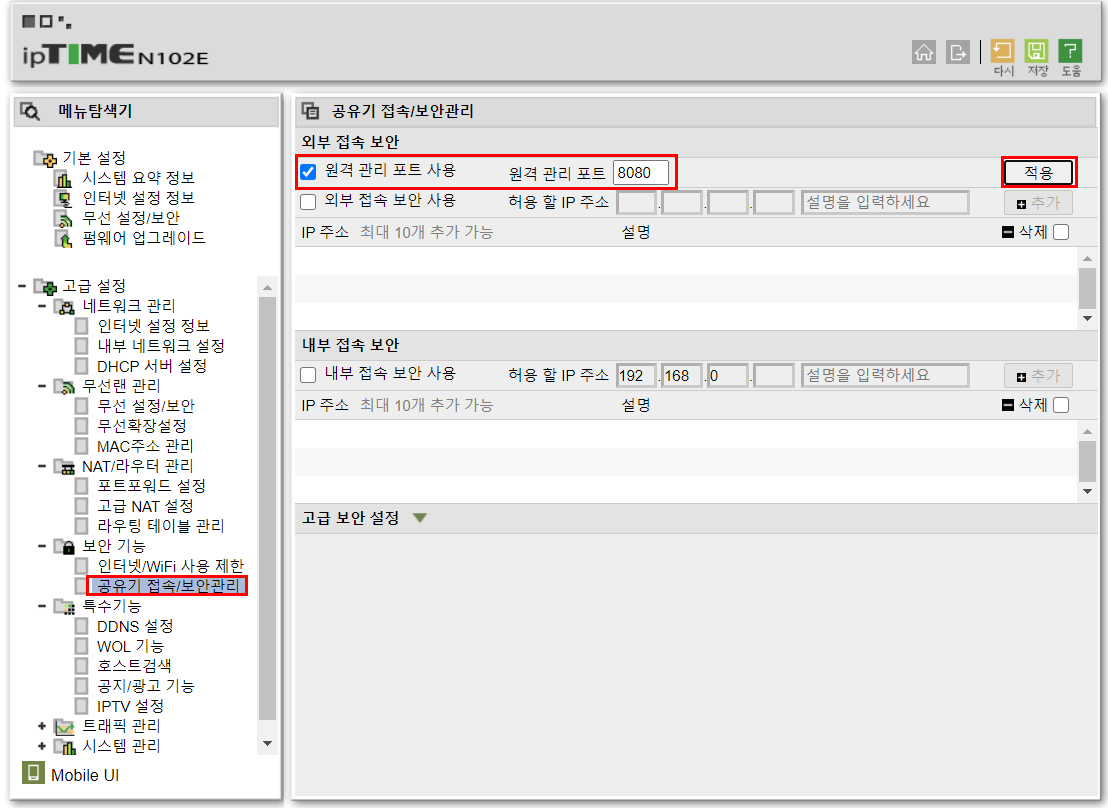 ipTIME N102E
다시 저장 도움
메뉴탐색기
기본 설정
시스템 요약 정보
인터넷 설정 정보
무선 설정/보안
펌웨어 업그레이드
고급 설정
네트워크 관리
인터넷 설정 정보
내부 네트워크 설정
DHCP 서버 설정
무선랜 관리
무선 설정/보안
무선확장설정
MAC주소 관리
NAT/라우터 관리
포트포워드 설정
고급 NAT 설정
라우팅 테이블 관리
보안 기능
인터넷/WiFi 사용 제한
공유기 접속/보안관리
특수기능
DDNS 설정
WOL 기능
호스트검색
공지/광고 기능
IPTV 설정
트래픽 관리
시스템 관리
Mobile UI
공유기 접속/보안관리
외부 접속 보안
원격 관리 포트 사용 원격 관리 포트 8080 적용
외부 접속 보안 사용 허용 할 IP 주소 . . . 설명을 입력하세요 추가
IP 주소 최대 10개 추가 가능 설명 삭제
내부 접속 보안
내부 접속 보안 사용 허용 할 IP 주소 192 .168 .0 . 설명을 입력하세요 추가
IP 주소 최대 10개 추가 가능 설명 삭제
고급 보안 설정